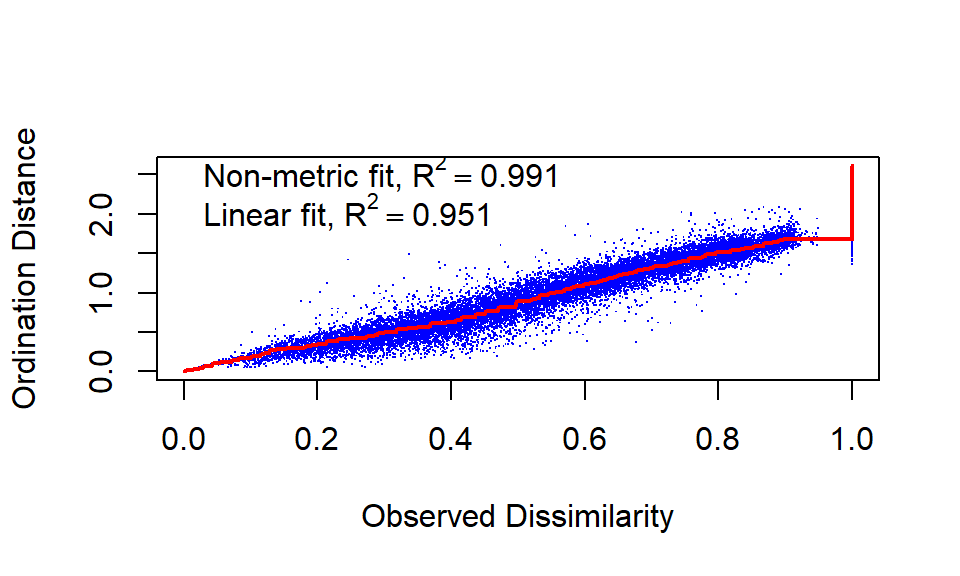 Non-metric fit, R² = 0.991
Linear fit, R² = 0.951
Ordination Distance
2.0
1.0
0.0
0.0 0.2 0.4 0.6 0.8 1.0
Observed Dissimilarity